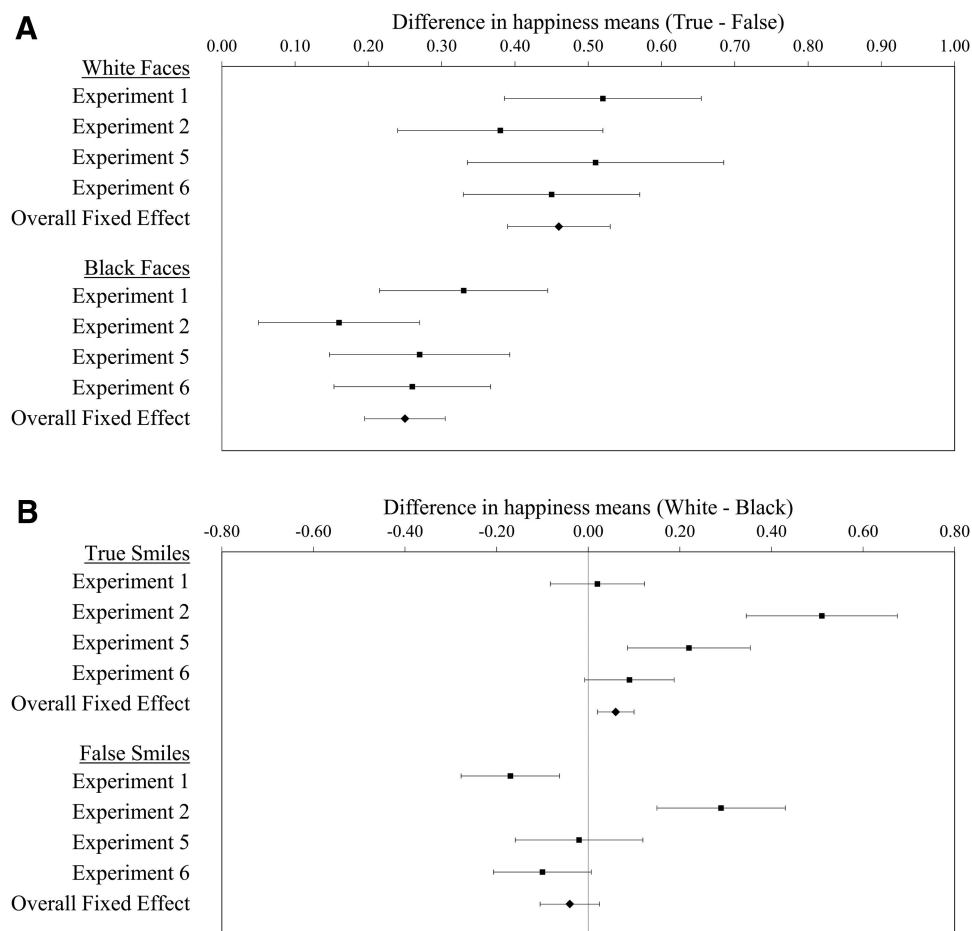 A
Difference in happiness means (True - False)
0.00 0.10 0.20 0.30 0.40 0.50 0.60 0.70 0.80 0.90 1.00
White Faces
Experiment 1
Experiment 2
Experiment 5
Experiment 6
Overall Fixed Effect
Black Faces
Experiment 1
Experiment 2
Experiment 5
Experiment 6
Overall Fixed Effect
B
Difference in happiness means (White - Black)
-0.80 -0.60 -0.40 -0.20 0.00 0.20 0.40 0.60 0.80
True Smiles
Experiment 1
Experiment 2
Experiment 5
Experiment 6
Overall Fixed Effect
False Smiles
Experiment 1
Experiment 2
Experiment 5
Experiment 6
Overall Fixed Effect